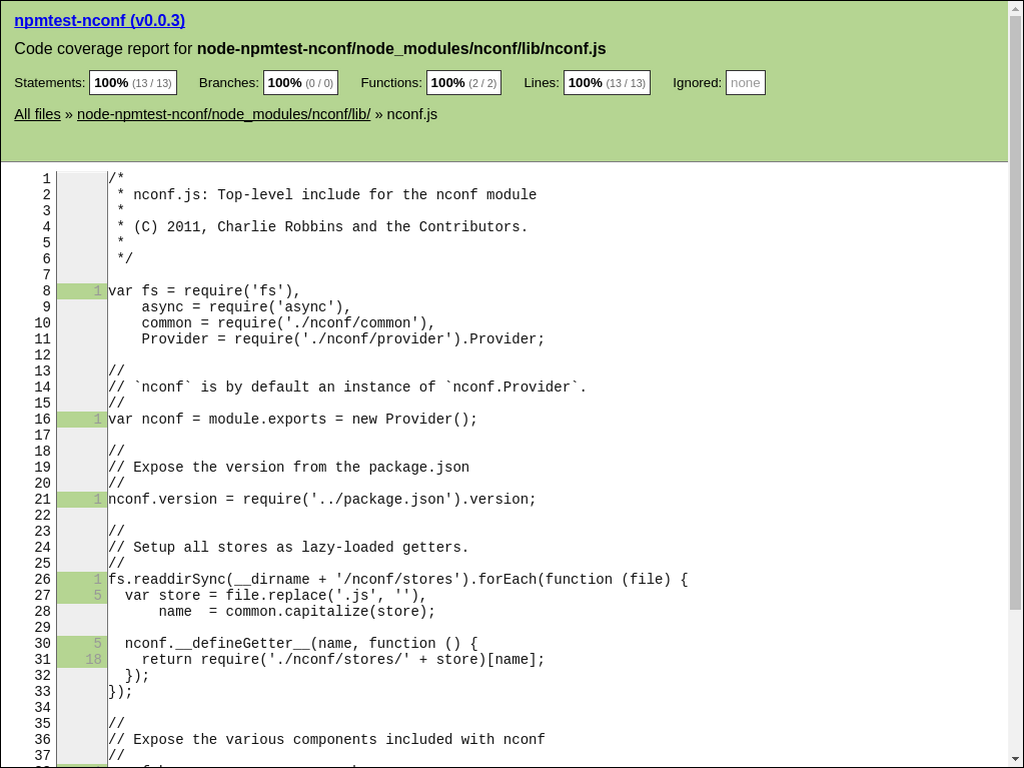 npmtest-nconf (v0.0.3)
Code coverage report for node-npmtest-nconf/node_modules/nconf/lib/nconf.js
Statements: 100% (13 / 13) Branches: 100% (0 / 0) Functions: 100% (2 / 2) Lines: 100% (13 / 13) Ignored: none
All files » node-npmtest-nconf/node_modules/nconf/lib/ » nconf.js
1 /*
2  * nconf.js: Top-level include for the nconf module
3  *
4  * (C) 2011, Charlie Robbins and the Contributors.
5  *
6  */
7
8 1 var fs = require('fs'),
9     async = require('async'),
10     common = require('./nconf/common'),
11     Provider = require('./nconf/provider').Provider;
12
13 //
14 // `nconf` is by default an instance of `nconf.Provider`.
15 //
16 1 var nconf = module.exports = new Provider();
17
18 //
19 // Expose the version from the package.json
20 //
21 1 nconf.version = require('../package.json').version;
22
23 //
24 // Setup all stores as lazy-loaded getters.
25 //
26 1 fs.readdirSync(__dirname + '/nconf/stores').forEach(function (file) {
27 5   var store = file.replace('.js', ''),
28       name  = common.capitalize(store);
29
30 5   nconf.__defineGetter__(name, function () {
31 18     return require('./nconf/stores/' + store)[name];
32   });
33 });
34
35 //
36 // Expose the various components included with nconf
37 //